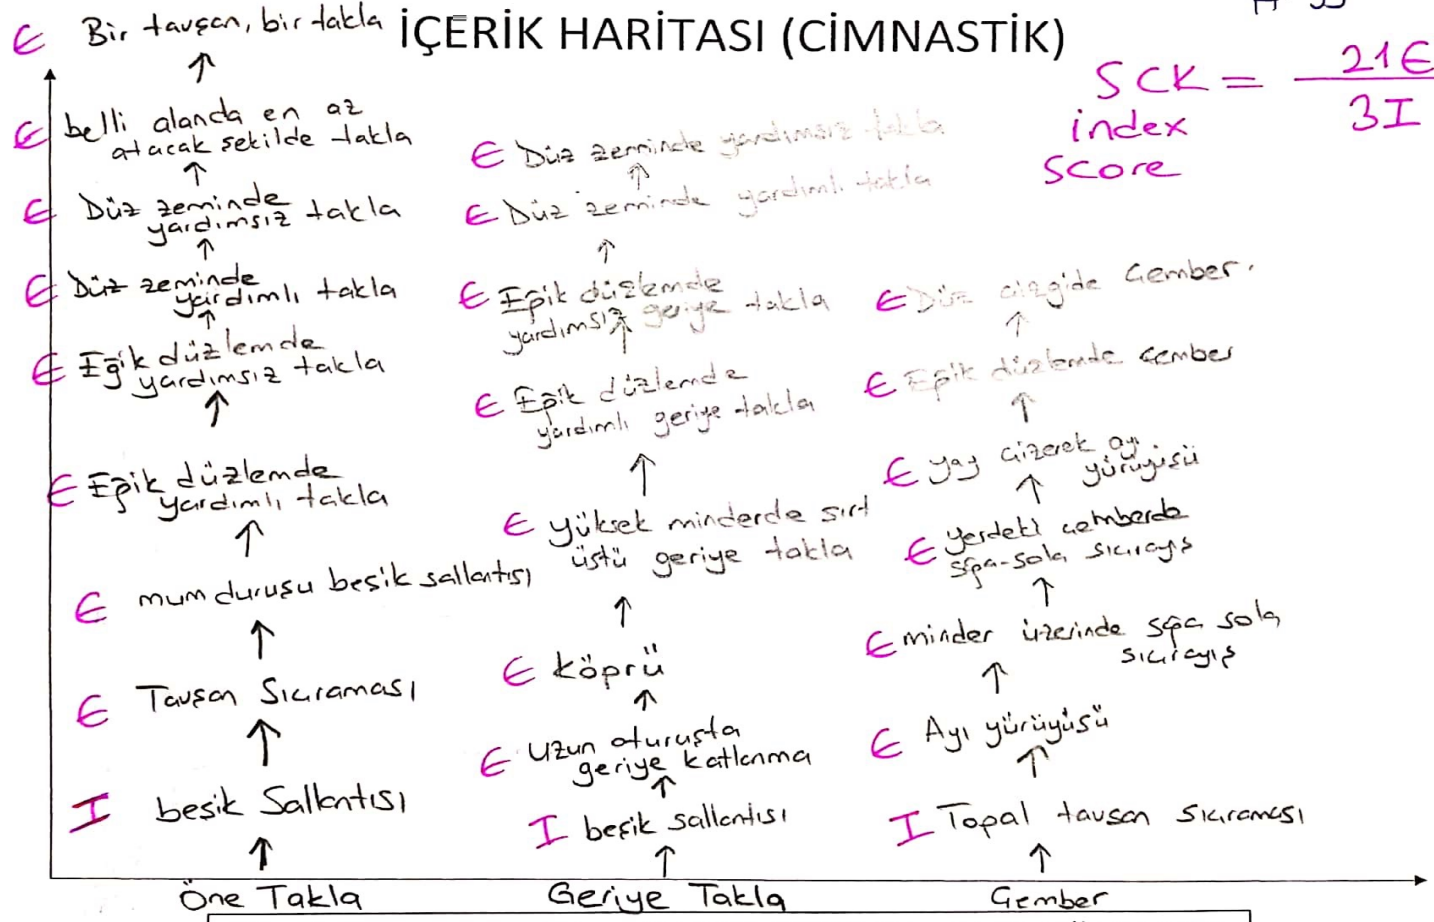 İÇERİK HARİTASI (CİMNASTİK)
SCK = 21E
3I
index
score
E Bir tavşan, bir takla
E belli alanda en az
atacak şekilde takla
E Düz zeminde
yardımsız takla
E Düz zeminde
yardımlı takla
E Eğik düzlemde
yardımsız takla
E Eğik düzlemde
yardımlı takla
E mum duruşu beşik sallantısı
E Tavşan Sıçraması
I beşik Sallantısı
Öne Takla
E Düz zeminde yardımsız takla
E Düz zeminde yardımlı takla
E Eğik düzlemde
yardımsız geriye takla
E Eğik düzlemde
yardımlı geriye takla
E yüksek minderde sırt
üstü geriye takla
E köprü
E Uzun oturuşta
geriye katlanma
I beşik sallantısı
Geriye Takla
E Düz çizgide çember.
E Eğik düzlemde çember
E yay çizerek ayı
yürüyüşü
E yerdeki çemberde
sağa-sola sıçrayış
E minder üzerinde sağa sola
sıçrayış
E Ayı yürüyüşü
I Topal tavşan sıçraması
Çember